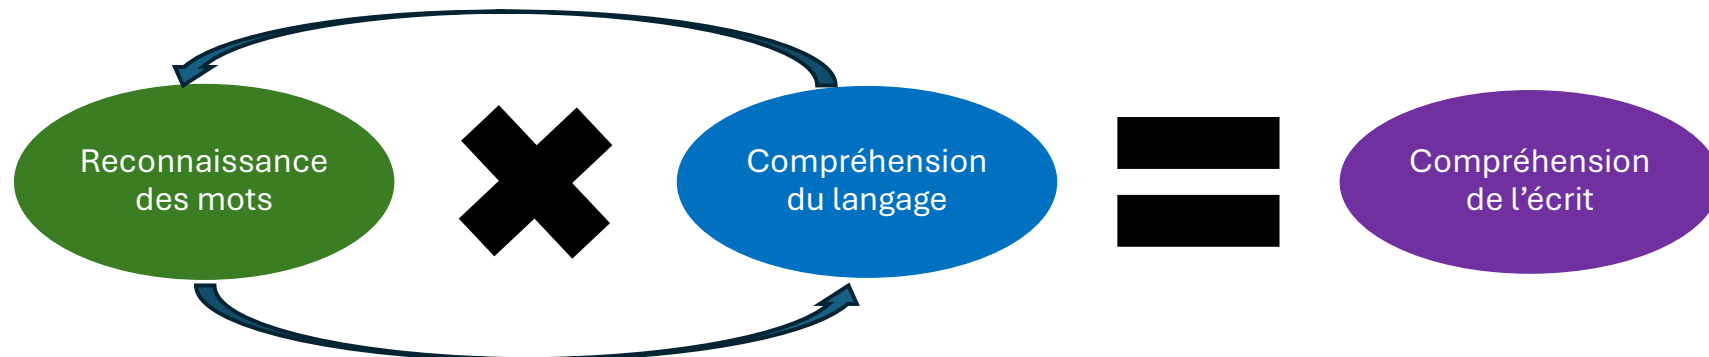 Reconnaissance
des mots
Compréhension
du langage
Compréhension
de l’écrit